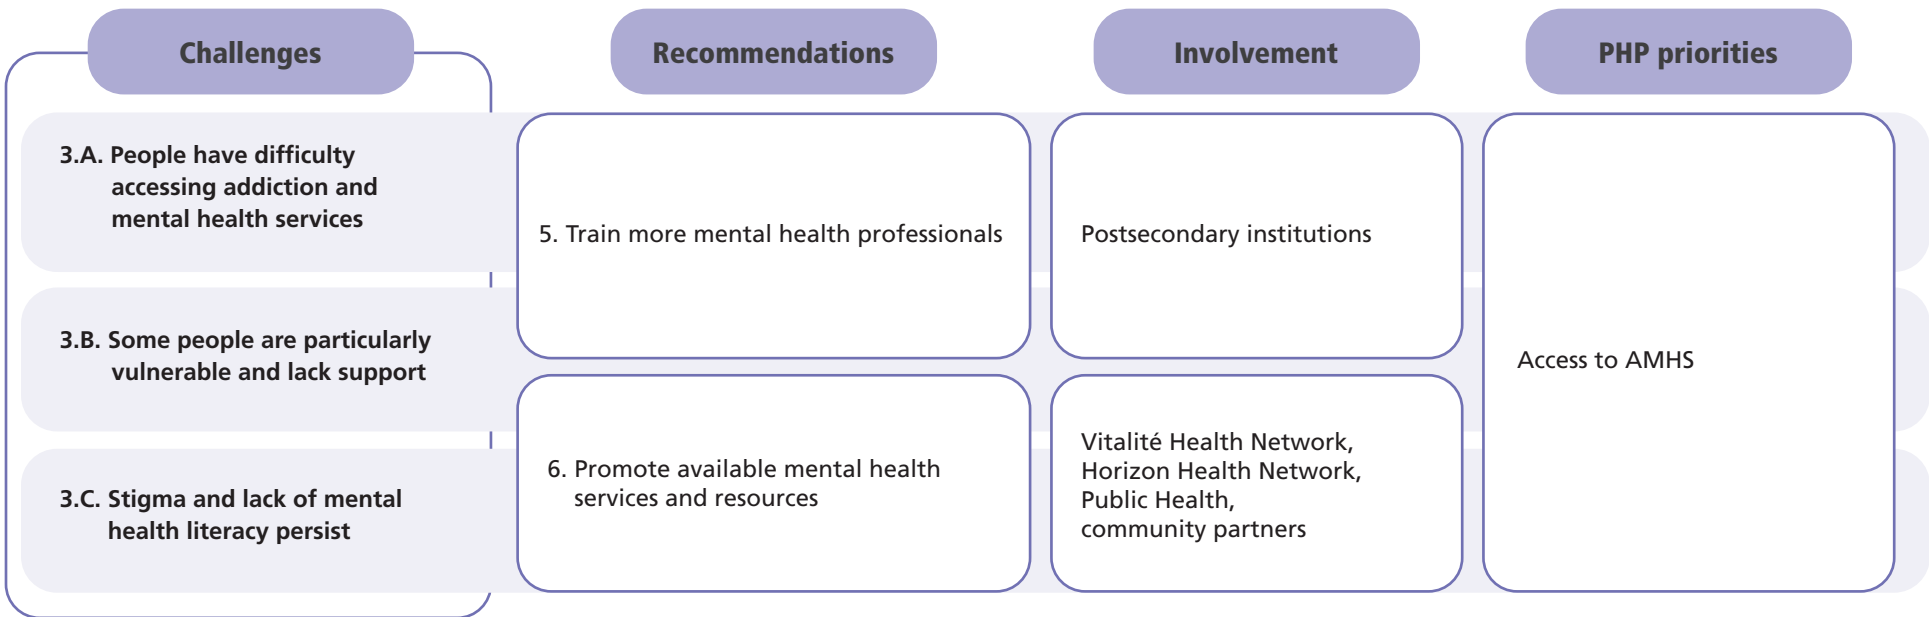 Challenges
Recommendations
Involvement
PHP priorities
3.A. People have difficulty
accessing addiction and
mental health services
5. Train more mental health professionals
Postsecondary institutions
3.B. Some people are particularly
vulnerable and lack support
Access to AMHS
3.C. Stigma and lack of mental
health literacy persist
6. Promote available mental health
services and resources
Vitalité Health Network,
Horizon Health Network,
Public Health,
community partners